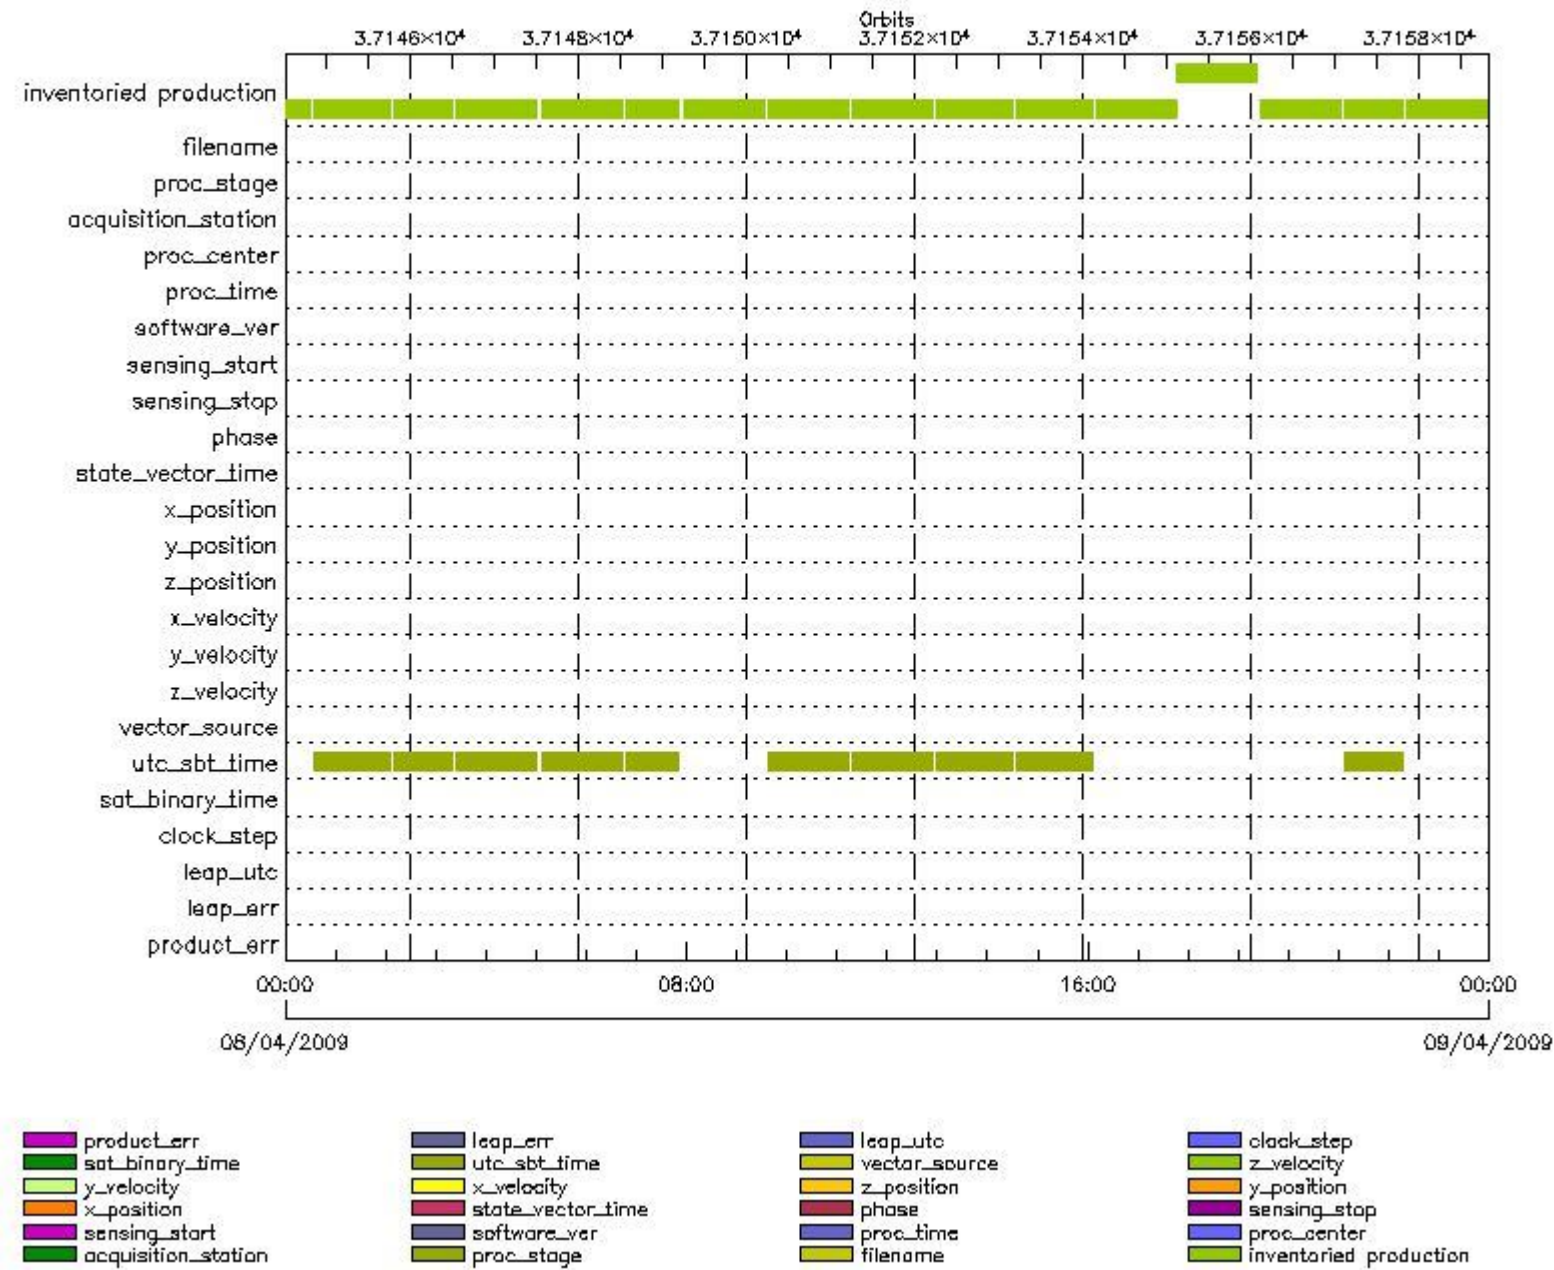 Orbits
3.7146×10⁴ 3.7148×10⁴ 3.7150×10⁴ 3.7152×10⁴ 3.7154×10⁴ 3.7156×10⁴ 3.7158×10⁴
inventoried production
filename
proc_stage
acquisition_station
proc_center
proc_time
software_ver
sensing_start
sensing_stop
phase
state_vector_time
x_position
y_position
z_position
x_velocity
y_velocity
z_velocity
vector_source
utc_sbt_time
sat_binary_time
clock_step
leap_utc
leap_err
product_err
00:00 08:00 16:00 00:00
08/04/2009 09/04/2009
product_err leap_err leap_utc clock_step
sat_binary_time utc_sbt_time vector_source z_velocity
y_velocity x_velocity z_position y_position
x_position state_vector_time phase sensing_stop
sensing_start software_ver proc_time proc_center
acquisition_station proc_stage filename inventoried production